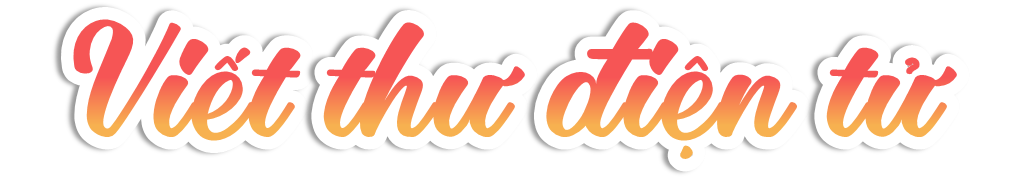 Viết thư điện tử